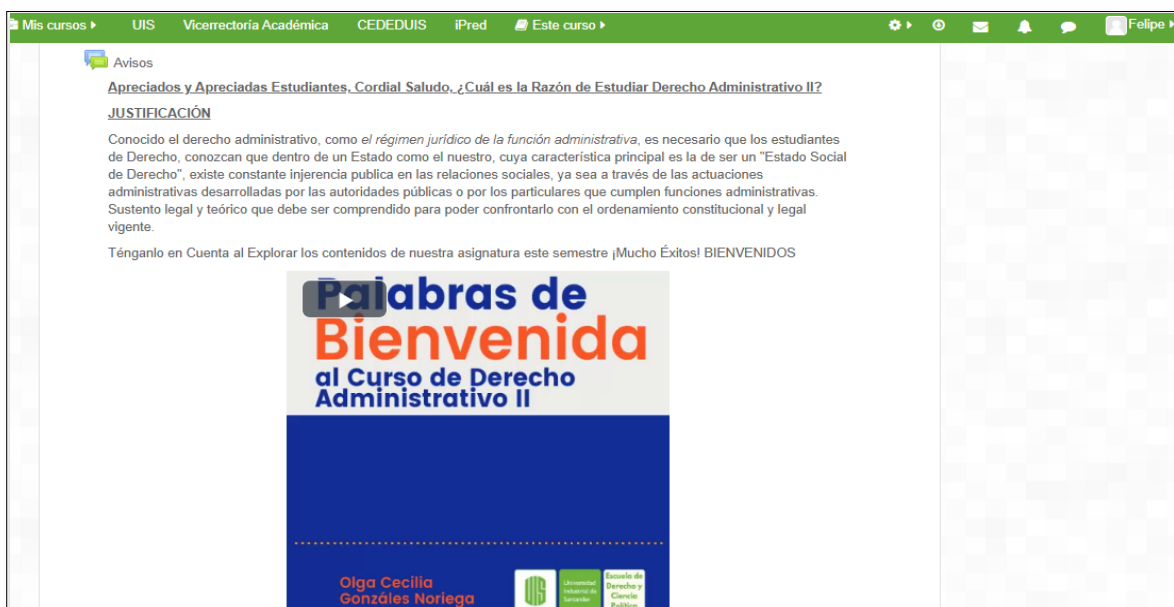 Mis cursos UIS Vicerrectoría Académica CEDEDUIS iPred Este curso Felipe
Avisos
Apreciados y Apreciadas Estudiantes, Cordial Saludo, ¿Cuál es la Razón de Estudiar Derecho Administrativo II?
JUSTIFICACIÓN
Conocido el derecho administrativo, como el régimen jurídico de la función administrativa, es necesario que los estudiantes
de Derecho, conozcan que dentro de un Estado como el nuestro, cuya característica principal es la de ser un "Estado Social
de Derecho", existe constante injerencia publica en las relaciones sociales, ya sea a través de las actuaciones
administrativas desarrolladas por las autoridades públicas o por los particulares que cumplen funciones administrativas.
Sustento legal y teórico que debe ser comprendido para poder confrontarlo con el ordenamiento constitucional y legal
vigente.
Ténganlo en Cuenta al Explorar los contenidos de nuestra asignatura este semestre ¡Mucho Éxitos! BIENVENIDOS
Palabras de
Bienvenida
al Curso de Derecho
Administrativo II
Olga Cecilia
Gonzáles Noriega
UIS
Universidad
Industrial de
Santander
Escuela de
Derecho y
Ciencia
Política